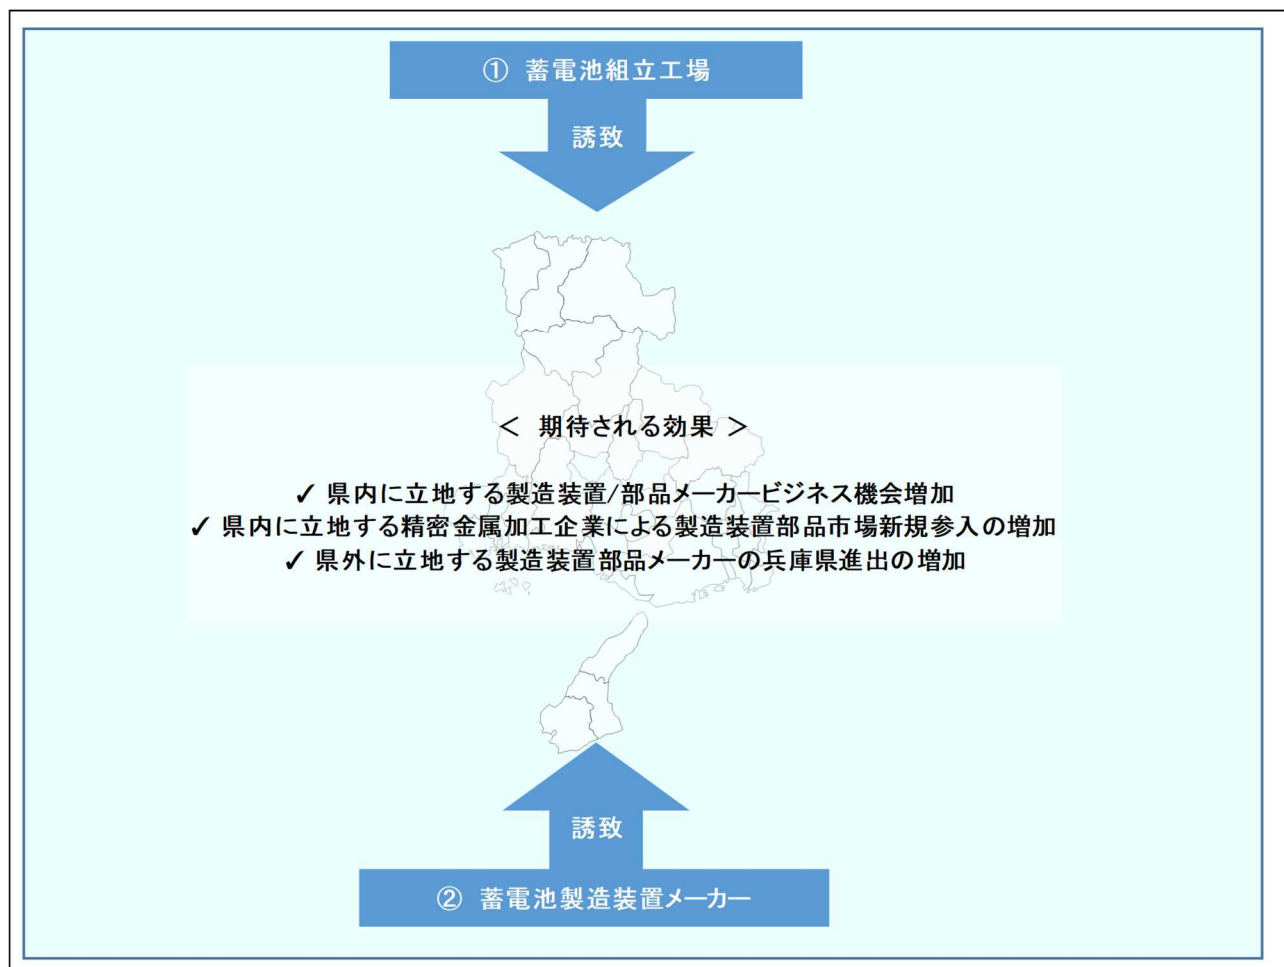 ① 蓄電池組立工場
誘致
＜ 期待される効果 ＞
✓ 県内に立地する製造装置/部品メーカービジネス機会増加
✓ 県内に立地する精密金属加工企業による製造装置部品市場新規参入の増加
✓ 県外に立地する製造装置部品メーカーの兵庫県進出の増加
誘致
② 蓄電池製造装置メーカー